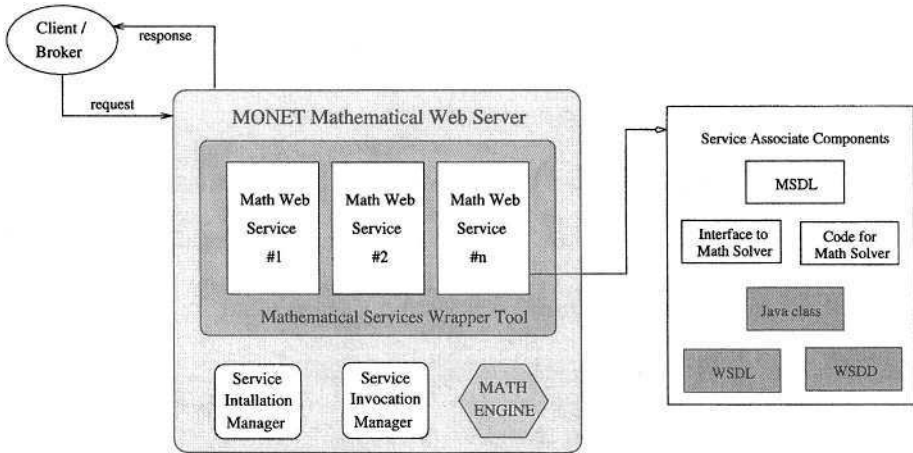 Client /
Broker
response
request
MONET Mathematical Web Server
Math Web
Service
#1
Math Web
Service
#2
Math Web
Service
#n
Mathematical Services Wrapper Tool
Service
Intallation
Manager
Service
Invocation
Manager
MATH
ENGINE
Service Associate Components
MSDL
Interface to
Math Solver
Code for
Math Solver
Java class
WSDL
WSDD